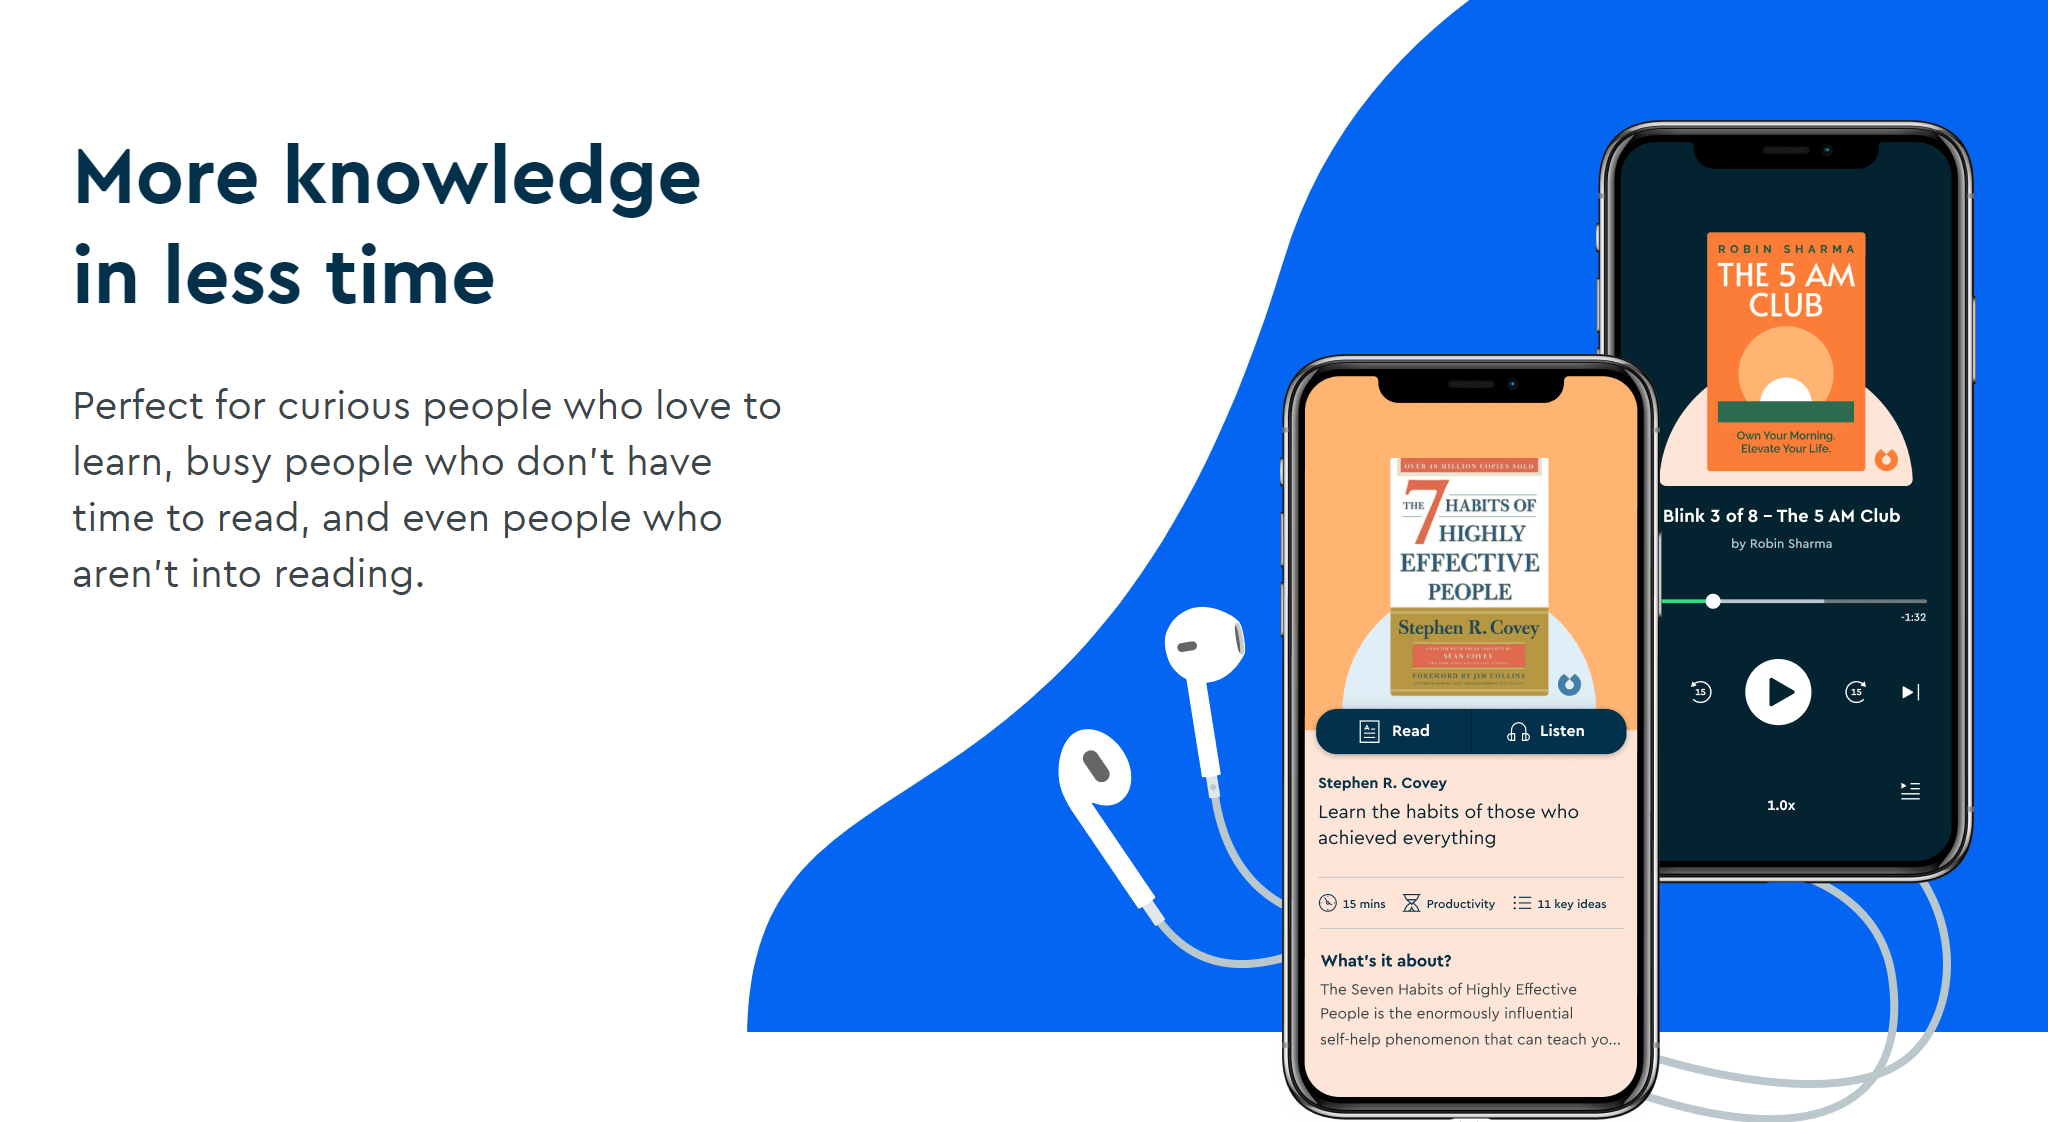 More knowledge
in less time
Perfect for curious people who love to
learn, busy people who don't have
time to read, and even people who
aren't into reading.
ROBIN SHARMA
THE 5 AM
CLUB
Own Your Morning.
Elevate Your Life.
Blink 3 of 8 – The 5 AM Club
by Robin Sharma
-1:32
15
15
1.0x
OVER 40 MILLION COPIES SOLD
THE 7 HABITS OF
HIGHLY
EFFECTIVE
PEOPLE
Stephen R. Covey
SEAN COVEY
FOREWORD BY JIM COLLINS
Read
Listen
Stephen R. Covey
Learn the habits of those who
achieved everything
15 mins
Productivity
11 key ideas
What's it about?
The Seven Habits of Highly Effective
People is the enormously influential
self-help phenomenon that can teach yo...